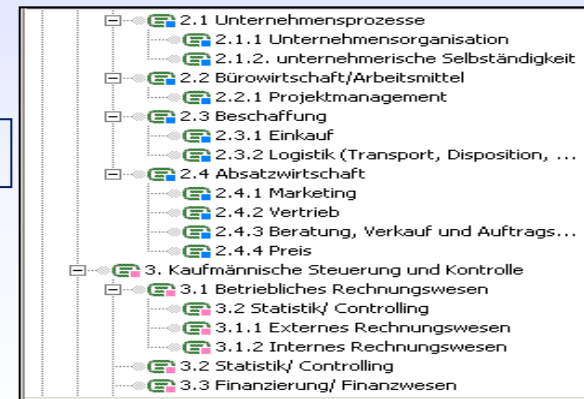 2.1 Unternehmensprozesse
2.1.1 Unternehmensorganisation
2.1.2. unternehmerische Selbständigkeit
2.2 Bürowirtschaft/Arbeitsmittel
2.2.1 Projektmanagement
2.3 Beschaffung
2.3.1 Einkauf
2.3.2 Logistik (Transport, Disposition, ...
2.4 Absatzwirtschaft
2.4.1 Marketing
2.4.2 Vertrieb
2.4.3 Beratung, Verkauf und Auftrags...
2.4.4 Preis
3. Kaufmännische Steuerung und Kontrolle
3.1 Betriebliches Rechnungswesen
3.2 Statistik/ Controlling
3.1.1 Externes Rechnungswesen
3.1.2 Internes Rechnungswesen
3.2 Statistik/ Controlling
3.3 Finanzierung/ Finanzwesen